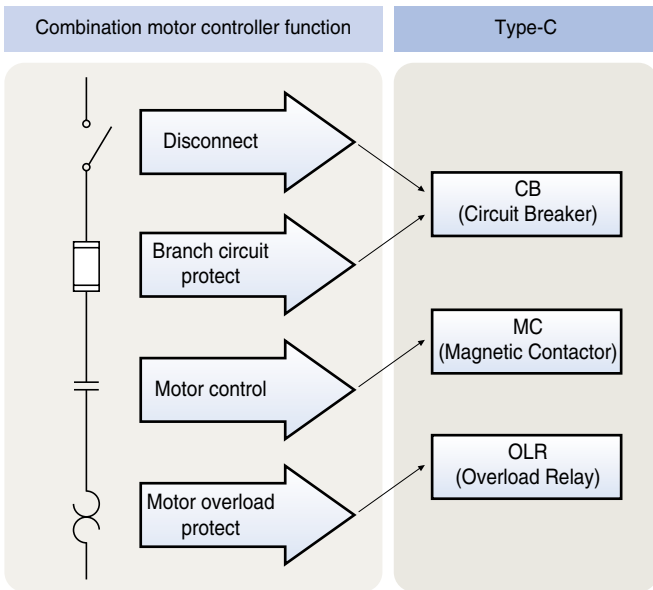 Combination motor controller function
Type-C
Disconnect
Branch circuit
protect
Motor control
Motor overload
protect
CB
(Circuit Breaker)
MC
(Magnetic Contactor)
OLR
(Overload Relay)